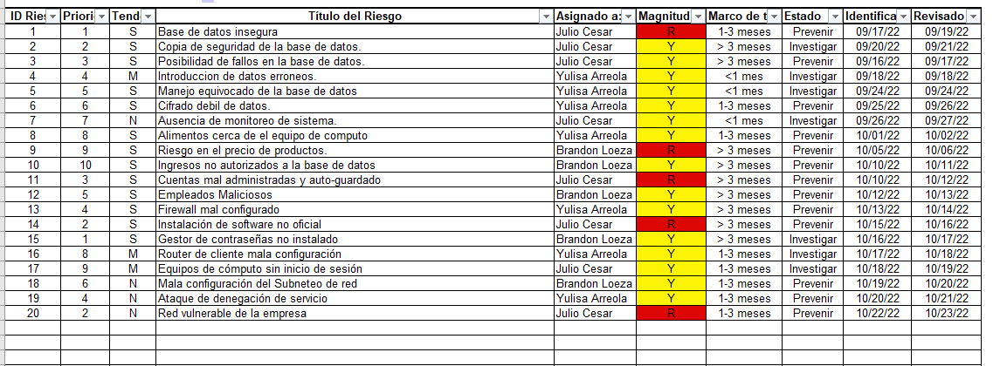 ID Ries Priori Tend Título del Riesgo Asignado a: Magnitud Marco de t Estado Identifica Revisado
1 1 S Base de datos insegura Julio Cesar R 1-3 meses Prevenir 09/17/22 09/19/22
2 2 S Copia de seguridad de la base de datos. Julio Cesar Y > 3 meses Investigar 09/20/22 09/21/22
3 3 S Posibilidad de fallos en la base de datos. Julio Cesar Y > 3 meses Prevenir 09/16/22 09/17/22
4 4 M Introduccion de datos erroneos. Yulisa Arreola Y <1 mes Investigar 09/18/22 09/18/22
5 5 S Manejo equivocado de la base de datos Yulisa Arreola Y <1 mes Investigar 09/24/22 09/24/22
6 6 S Cifrado debil de datos. Yulisa Arreola Y 1-3 meses Prevenir 09/25/22 09/26/22
7 7 N Ausencia de monitoreo de sistema. Julio Cesar Y <1 mes Investigar 09/26/22 09/27/22
8 8 S Alimentos cerca de el equipo de computo Yulisa Arreola Y 1-3 meses Prevenir 10/01/22 10/02/22
9 9 S Riesgo en el precio de productos. Brandon Loeza R > 3 meses Prevenir 10/05/22 10/06/22
10 10 S Ingresos no autorizados a la base de datos Brandon Loeza Y > 3 meses Prevenir 10/10/22 10/11/22
11 3 S Cuentas mal administradas y auto-guardado Julio Cesar R > 3 meses Prevenir 10/10/22 10/12/22
12 5 S Empleados Maliciosos Brandon Loeza Y > 3 meses Prevenir 10/12/22 10/13/22
13 4 S Firewall mal configurado Yulisa Arreola Y > 3 meses Prevenir 10/13/22 10/14/22
14 2 S Instalación de software no oficial Julio Cesar R > 3 meses Prevenir 10/15/22 10/16/22
15 1 S Gestor de contraseñas no instalado Brandon Loeza Y > 3 meses Investigar 10/16/22 10/17/22
16 8 M Router de cliente mala configuración Yulisa Arreola Y 1-3 meses Investigar 10/17/22 10/18/22
17 9 M Equipos de cómputo sin inicio de sesión Julio Cesar Y 1-3 meses Investigar 10/18/22 10/19/22
18 6 N Mala configuración del Subneteo de red Brandon Loeza Y 1-3 meses Prevenir 10/19/22 10/20/22
19 4 N Ataque de denegación de servicio Yulisa Arreola Y 1-3 meses Prevenir 10/20/22 10/21/22
20 2 N Red vulnerable de la empresa Julio Cesar R 1-3 meses Prevenir 10/22/22 10/23/22